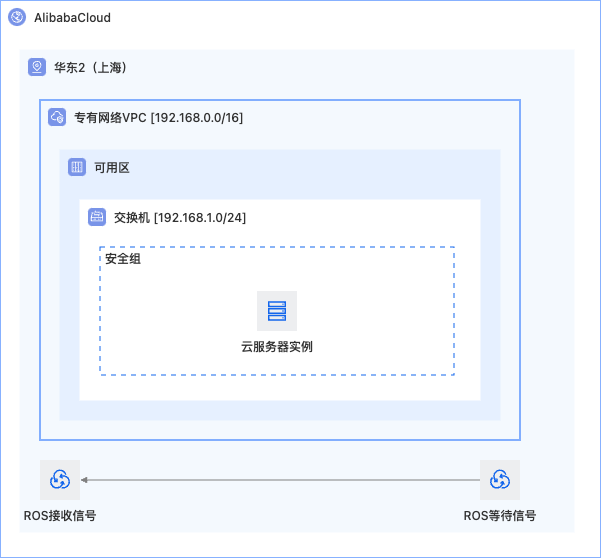 AlibabaCloud
华东2（上海）
专有网络VPC [192.168.0.0/16]
可用区
交换机 [192.168.1.0/24]
安全组
云服务器实例
ROS接收信号
ROS等待信号